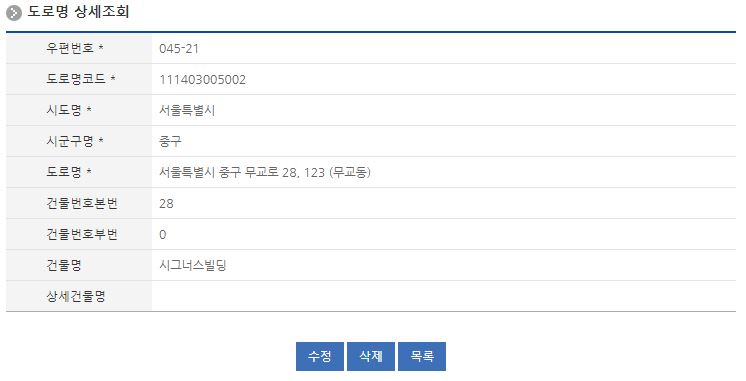 도로명 상세조회
우편번호 * 045-21
도로명코드 * 111403005002
시도명 * 서울특별시
시군구명 * 중구
도로명 * 서울특별시 중구 무교로 28, 123 (무교동)
건물번호본번 28
건물번호부번 0
건물명 시그너스빌딩
상세건물명
수정 삭제 목록